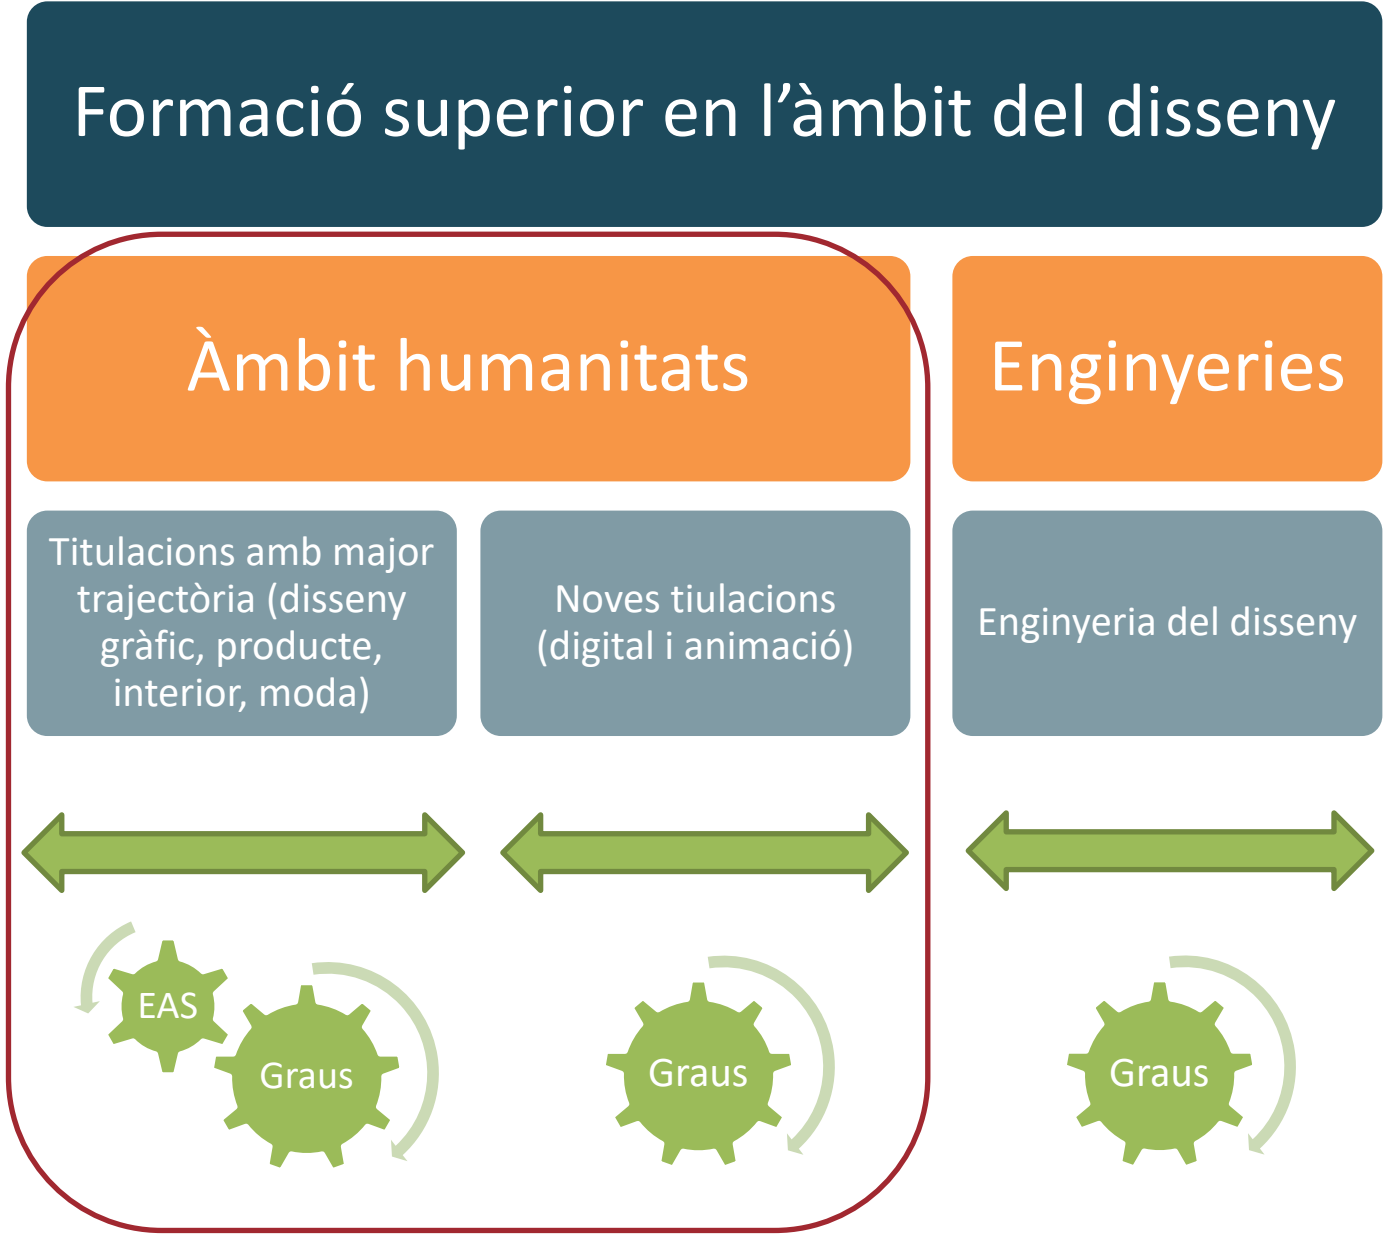 Formació superior en l’àmbit del disseny
Àmbit humanitats
Enginyeries
Titulacions amb major
trajectòria (disseny
gràfic, producte,
interior, moda)
Noves tiulacions
(digital i animació)
Enginyeria del disseny
EAS
Graus
Graus
Graus